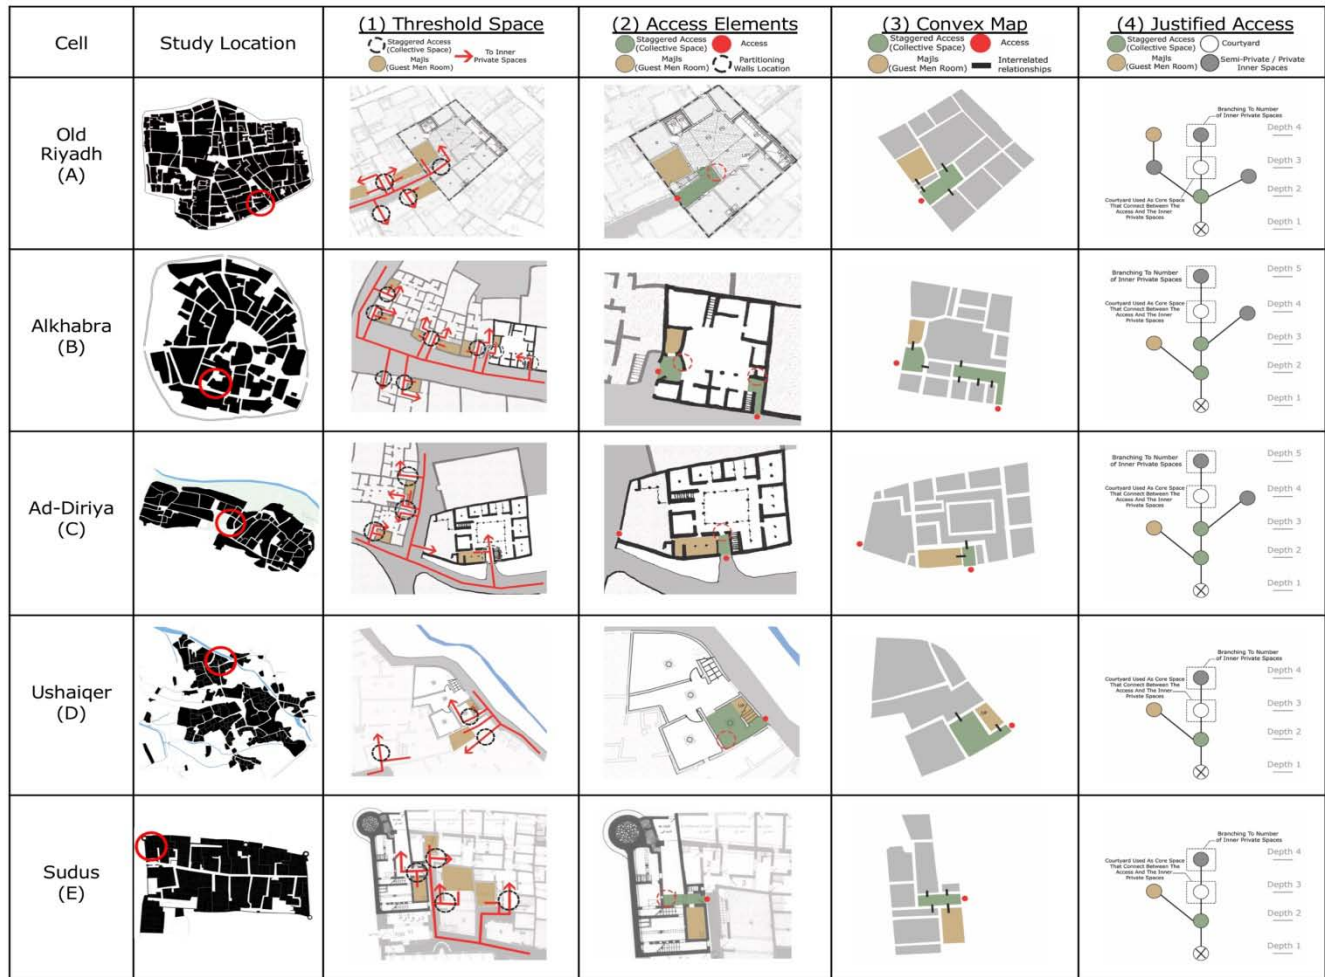 Cell
Study Location
(1) Threshold Space
Staggered Access
(Collective Space)
To Inner
Private Spaces
Majls
(Guest Men Room)
(2) Access Elements
Staggered Access
(Collective Space)
Access
Majls
(Guest Men Room)
Partitioning
Walls Location
(3) Convex Map
Staggered Access
(Collective Space)
Access
Majls
(Guest Men Room)
Interrelated
relationships
(4) Justified Access
Staggered Access
(Collective Space)
Courtyard
Majls
(Guest Men Room)
Semi-Private / Private
Inner Spaces
Old
Riyadh
(A)
Branching To Number
of Inner Private Spaces
Depth 4
Depth 3
Depth 2
Courtyard Used As Core Space
That Connect Between The
Access And The Inner
Private Spaces
Depth 1
Alkhabra
(B)
Branching To Number
of Inner Private Spaces
Depth 5
Courtyard Used As Core Space
That Connect Between The
Access And The Inner
Private Spaces
Depth 4
Depth 3
Depth 2
Depth 1
Ad-Diriya
(C)
Branching To Number
of Inner Private Spaces
Depth 5
Courtyard Used As Core Space
That Connect Between The
Access And The Inner
Private Spaces
Depth 4
Depth 3
Depth 2
Depth 1
Ushaiqer
(D)
Branching To Number
of Inner Private Spaces
Depth 4
Courtyard Used As Core Space
That Connect Between The
Access And The Inner
Private Spaces
Depth 3
Depth 2
Depth 1
Sudus
(E)
Branching To Number
of Inner Private Spaces
Depth 4
Courtyard Used As Core Space
That Connect Between The
Access And The Inner
Private Spaces
Depth 3
Depth 2
Depth 1